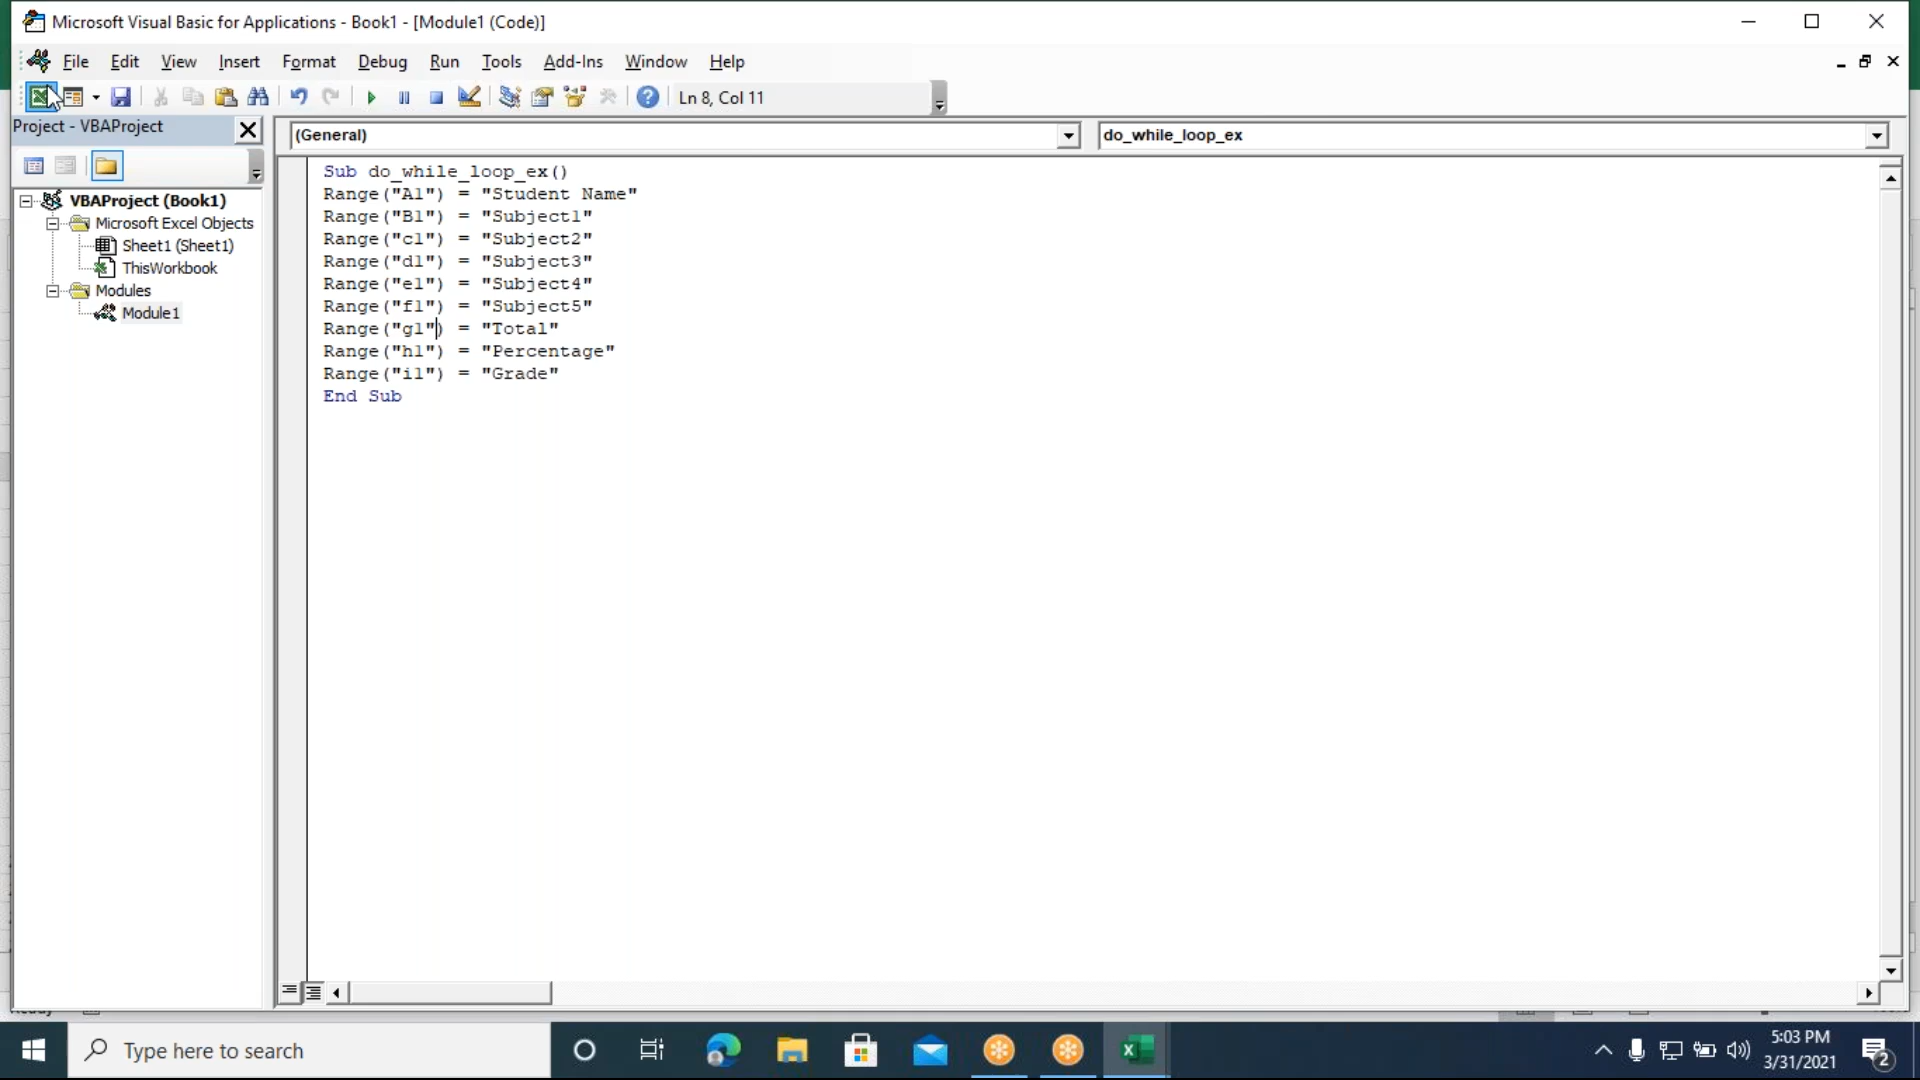 Microsoft Visual Basic for Applications - Book1 - [Module1 (Code)]
File Edit View Insert Format Debug Run Tools Add-Ins Window Help
Ln 8, Col 11
Project - VBAProject
(General) do_while_loop_ex
VBAProject (Book1)
Microsoft Excel Objects
Sheet1 (Sheet1)
ThisWorkbook
Modules
Module1
Sub do_while_loop_ex()
Range("A1") = "Student Name"
Range("B1") = "Subject1"
Range("c1") = "Subject2"
Range("d1") = "Subject3"
Range("e1") = "Subject4"
Range("f1") = "Subject5"
Range("g1") = "Total"
Range("h1") = "Percentage"
Range("i1") = "Grade"
End Sub
Type here to search
5:03 PM
3/31/2021
2